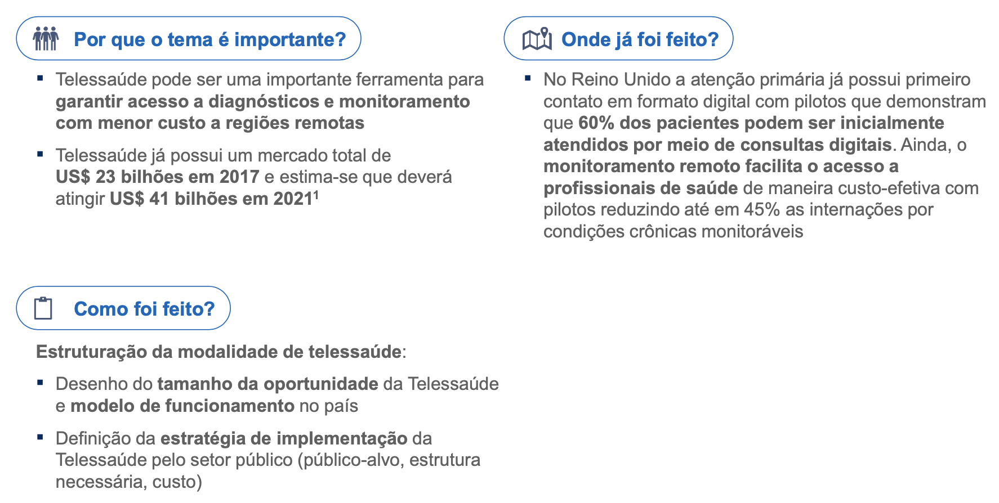 Por que o tema é importante?
▪ Telessaúde pode ser uma importante ferramenta para
garantir acesso a diagnósticos e monitoramento
com menor custo a regiões remotas
▪ Telessaúde já possui um mercado total de
US$ 23 bilhões em 2017 e estima-se que deverá
atingir US$ 41 bilhões em 2021¹
Onde já foi feito?
▪ No Reino Unido a atenção primária já possui primeiro
contato em formato digital com pilotos que demonstram
que 60% dos pacientes podem ser inicialmente
atendidos por meio de consultas digitais. Ainda, o
monitoramento remoto facilita o acesso a
profissionais de saúde de maneira custo-efetiva com
pilotos reduzindo até em 45% as internações por
condições crônicas monitoráveis
Como foi feito?
Estruturação da modalidade de telessaúde:
▪ Desenho do tamanho da oportunidade da Telessaúde
e modelo de funcionamento no país
▪ Definição da estratégia de implementação da
Telessaúde pelo setor público (público-alvo, estrutura
necessária, custo)